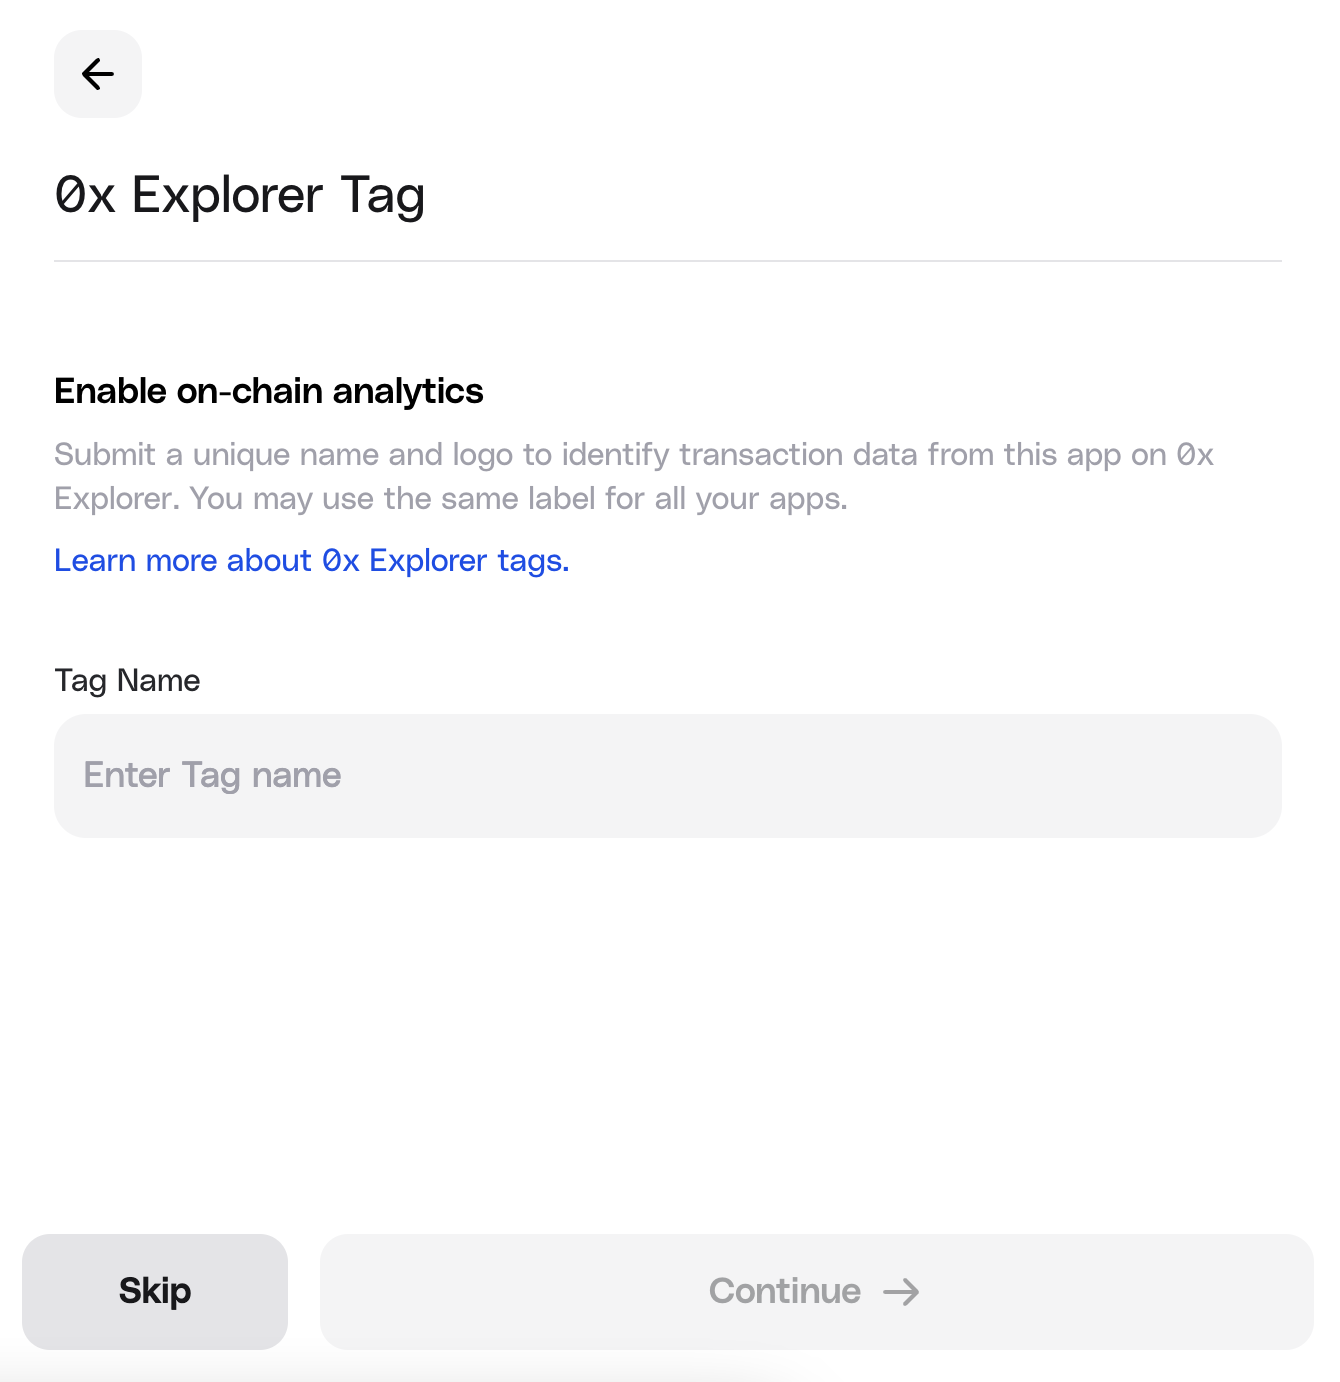 0x Explorer Tag
Enable on-chain analytics
Submit a unique name and logo to identify transaction data from this app on 0x
Explorer. You may use the same label for all your apps.
Learn more about 0x Explorer tags.
Tag Name
Enter Tag name
Skip
Continue →